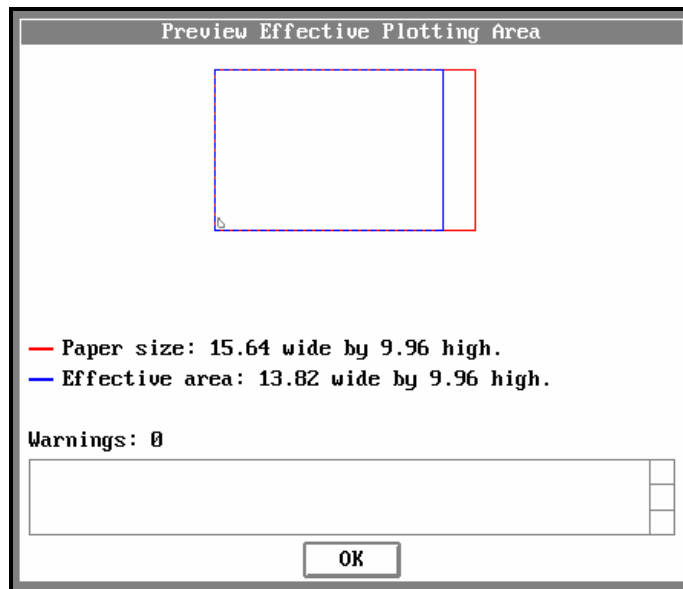 Preview Effective Plotting Area
Paper size: 15.64 wide by 9.96 high.
Effective area: 13.82 wide by 9.96 high.
Warnings: 0
OK